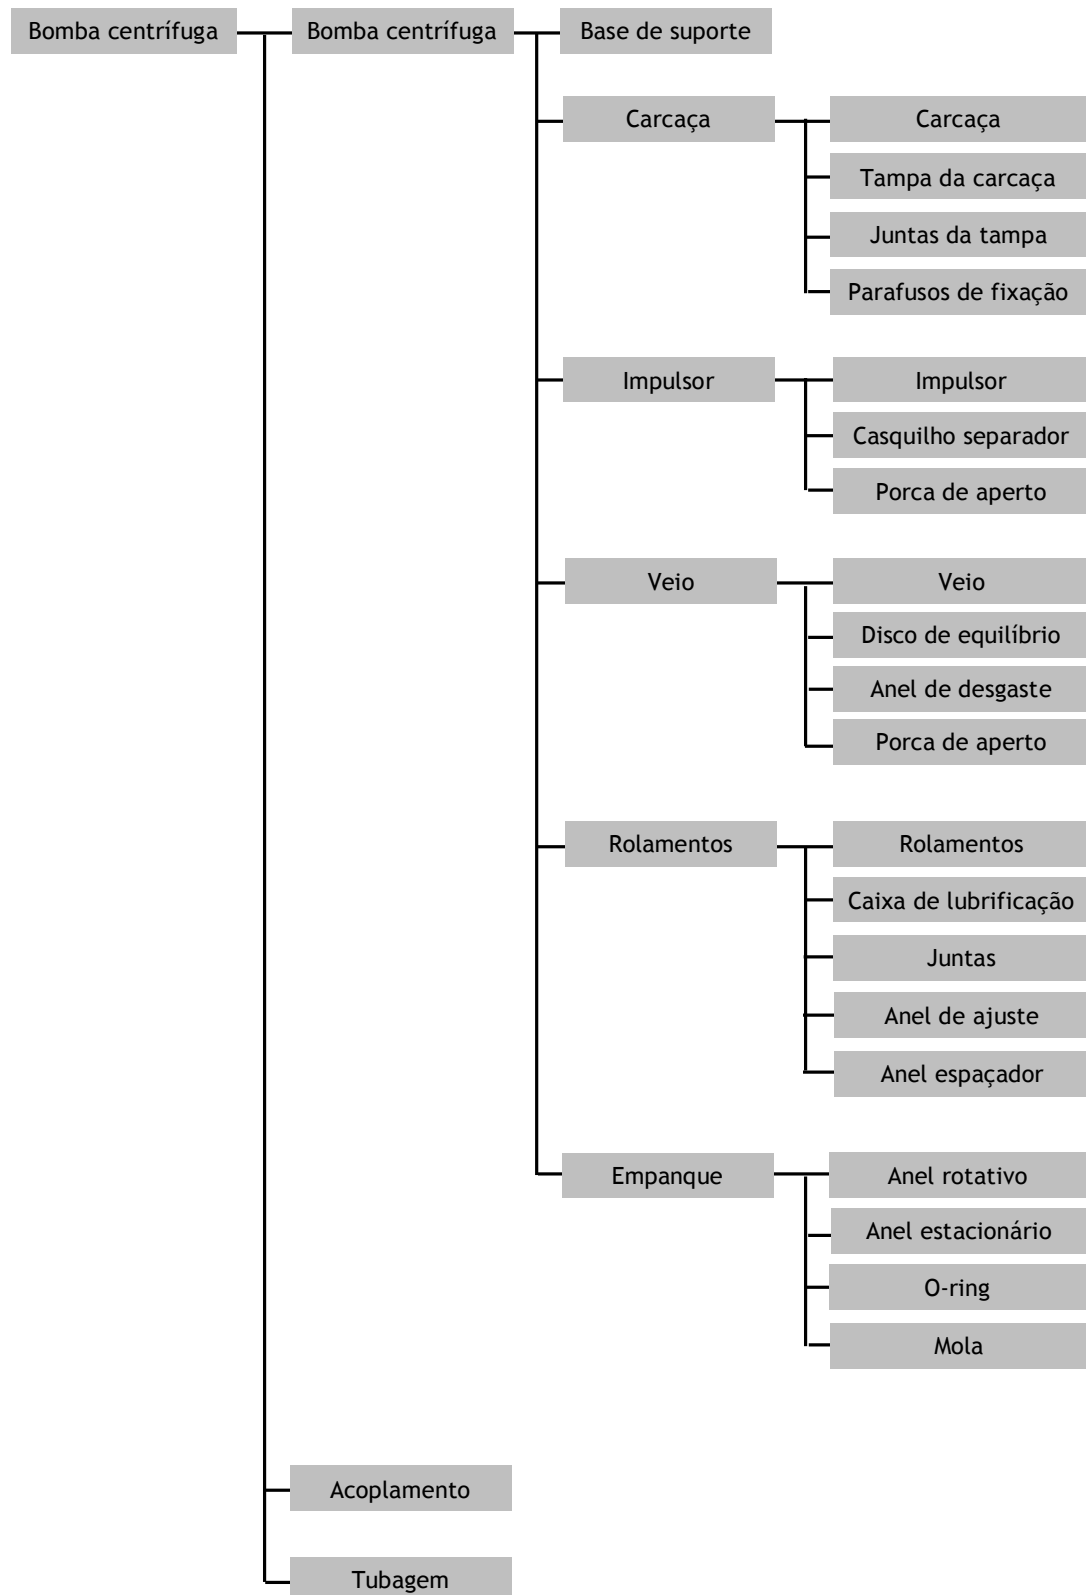 Bomba centrífuga
Bomba centrífuga
Base de suporte
Carcaça
Carcaça
Tampa da carcaça
Juntas da tampa
Parafusos de fixação
Impulsor
Impulsor
Casquilho separador
Porca de aperto
Veio
Veio
Disco de equilíbrio
Anel de desgaste
Porca de aperto
Rolamentos
Rolamentos
Caixa de lubrificação
Juntas
Anel de ajuste
Anel espaçador
Empanque
Anel rotativo
Anel estacionário
O-ring
Mola
Acoplamento
Tubagem